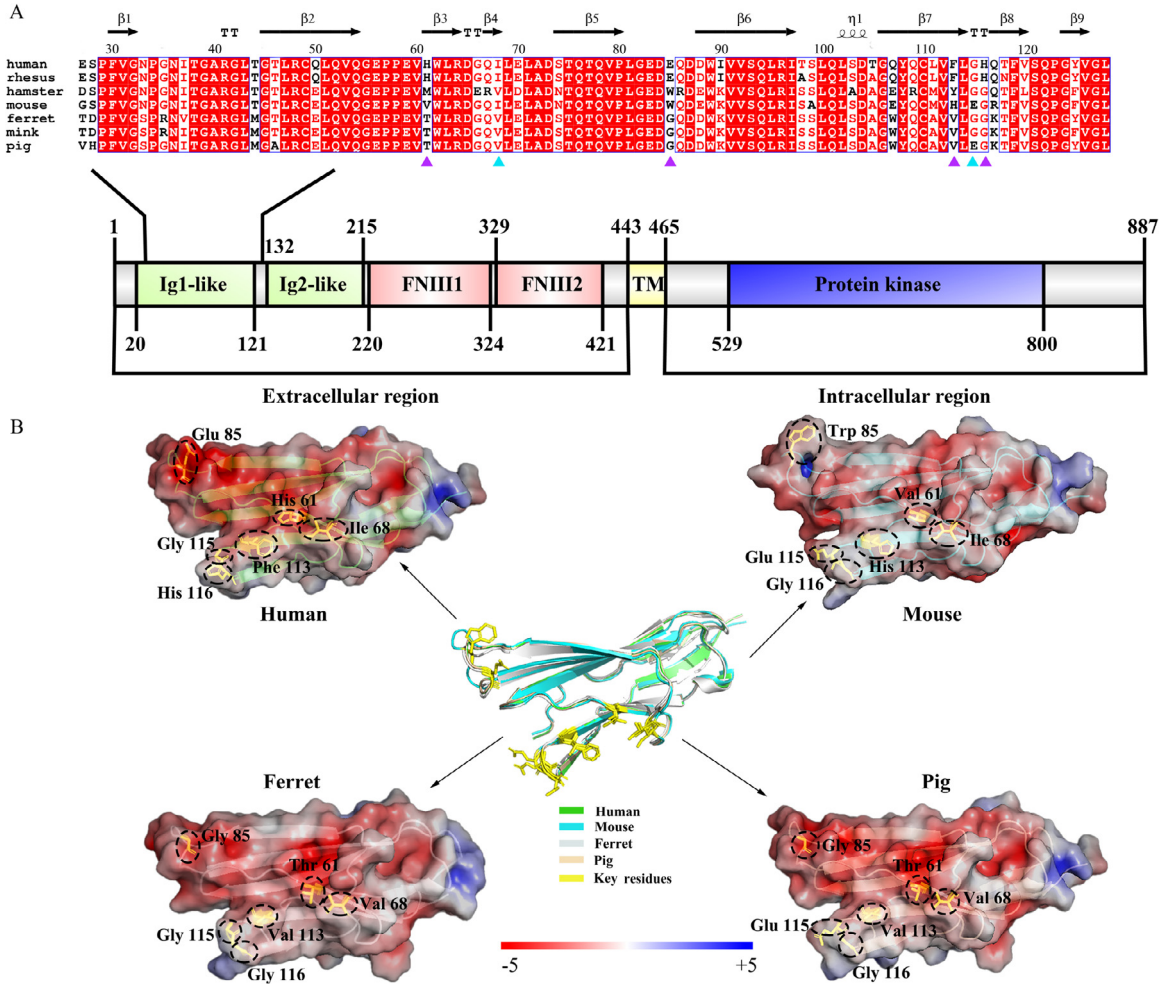 A
β1 TT β2 β3 TT β4 β5 β6 η1 β7 TT β8 β9
30 40 50 60 70 80 90 100 110 120
human ESPFVGNPGNITGARGLTGTLRCQLQVQGEPPEVHWLRDGQILELADSTQTQVPLGEDEQDDWIVVSQLRITSLQLSDTGQYQCLVFLGHQTFVSQPGYVGL
rhesus ESPFVGNPGNITGARGLTGTLRCQLQVQGEPPEVHWLRDGQILELADSTQTQVPLGEDEQDDWIVVSQLRIASLQLSDAGQYQCLVFLGHQTFVSQPGYVGL
hamster DSPFVGNPGNITGARGLTGTLRCELQVQGEPPEVMWLRDGERVLELADSTQTQVPLGEDWRDEWKVVSQLRISSLQLADAGEYRCMVYLGGQNFLSQPGYVGL
mouse GSPFVGNPGNITGARGLTGTLRCELQVQGEPPEVVWLRDGQILELADSTQTQVPLGEDWQDEWKVVSQLRISALQLSDAGEYQCMVHLEGQTFVSQPGYVGL
ferret TDPFVGSPRNVTGARGLMGTLRCELQVQGEPPEVTWLRDGQVLELADSTQTQVPLGEDGQDDWKVVSQLRISSLQLSDAGWYQCAVVLGGKTFVSQPGFVGL
mink TDPFVGSPRNITGARGLMGTLRCELQVQGEPPEVTWLRDGQVLELADSTQTQVPLGEDGQDDWKVVSQLRISSLQLSDAGWYQCAVVLGGKTFVSQPGFVGL
pig VHPFVGSPGNITGARGLMGALRCELQVQGEPPEVTWLRDGQVLELADSTQTQVPLGEDGQDDWKVVSQLRISSLQLSDAGWYQCAVVLEGKTFVSQPGYVGL
1 132 215 329 443 465 887
Ig1-like Ig2-like FNIII1 FNIII2 TM Protein kinase
20 121 220 324 421 529 800
Extracellular region Intracellular region
B
Glu 85
His 61
Ile 68
Gly 115
Phe 113
His 116
Human
Trp 85
Val 61
Ile 68
Glu 115
His 113
Gly 116
Mouse
Ferret
Gly 85
Thr 61
Val 68
Gly 115
Val 113
Gly 116
Human
Mouse
Ferret
Pig
Key residues
-5 +5
Pig
Gly 85
Thr 61
Val 68
Glu 115
Val 113
Gly 116